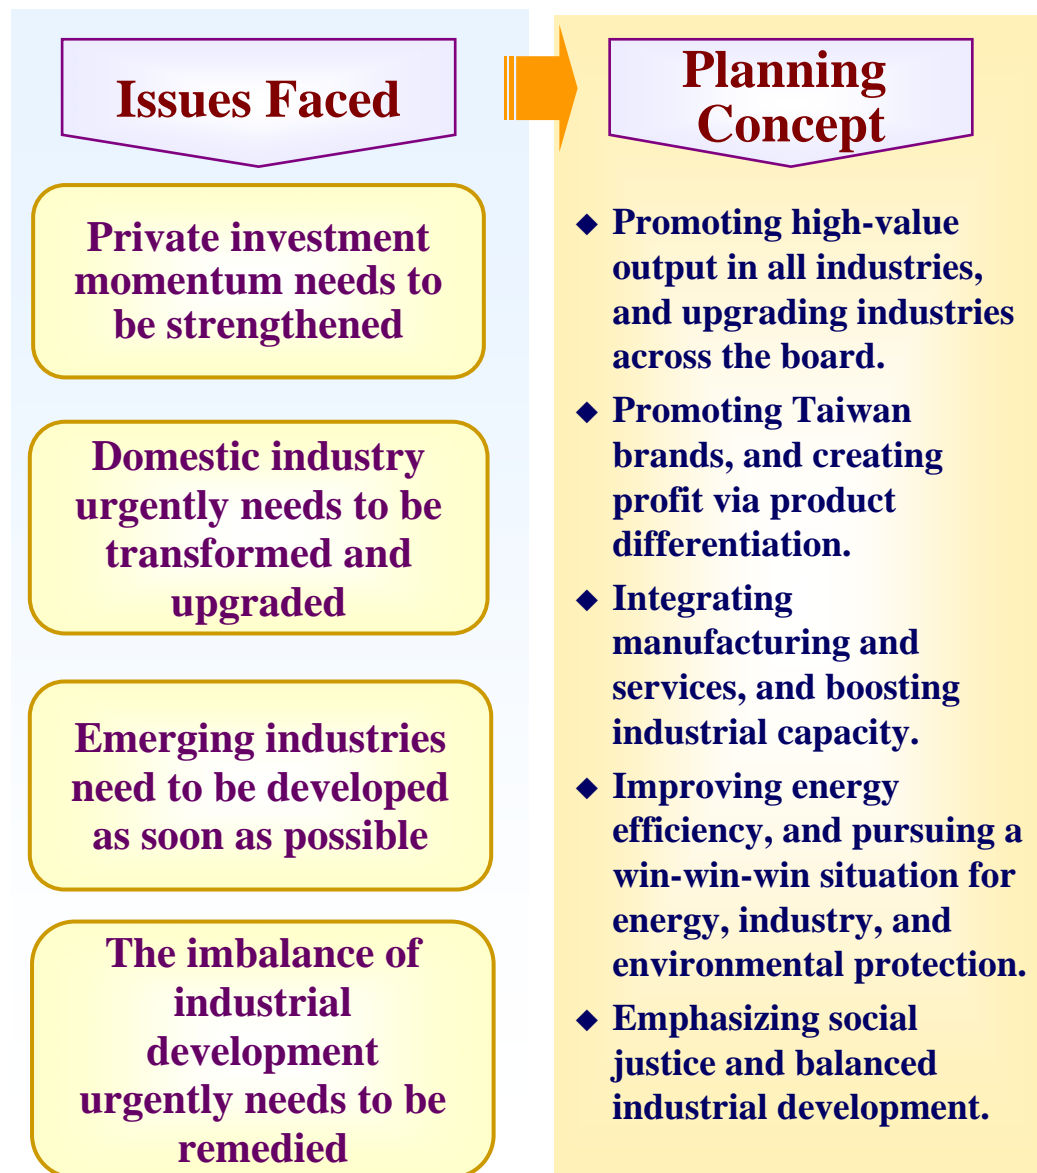 Issues Faced
Private investment
momentum needs to
be strengthened
Domestic industry
urgently needs to be
transformed and
upgraded
Emerging industries
need to be developed
as soon as possible
The imbalance of
industrial
development
urgently needs to be
remedied
Planning
Concept
◆ Promoting high-value
output in all industries,
and upgrading industries
across the board.
◆ Promoting Taiwan
brands, and creating
profit via product
differentiation.
◆ Integrating
manufacturing and
services, and boosting
industrial capacity.
◆ Improving energy
efficiency, and pursuing a
win-win-win situation for
energy, industry, and
environmental protection.
◆ Emphasizing social
justice and balanced
industrial development.